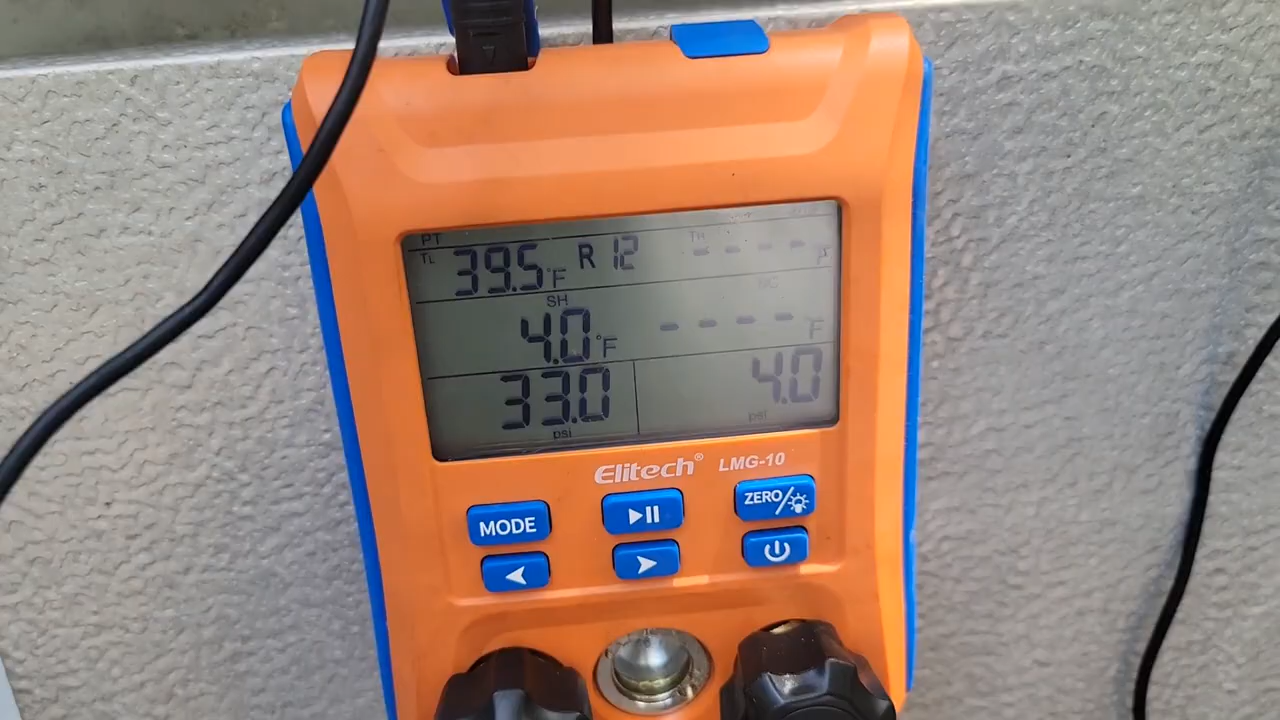 PT
TL 39.5 °F R 12 TH - - - -
SH
4.0 °F - - - - F
33.0 psi 4.0 psi
Elitech® LMG-10
MODE ZERO/